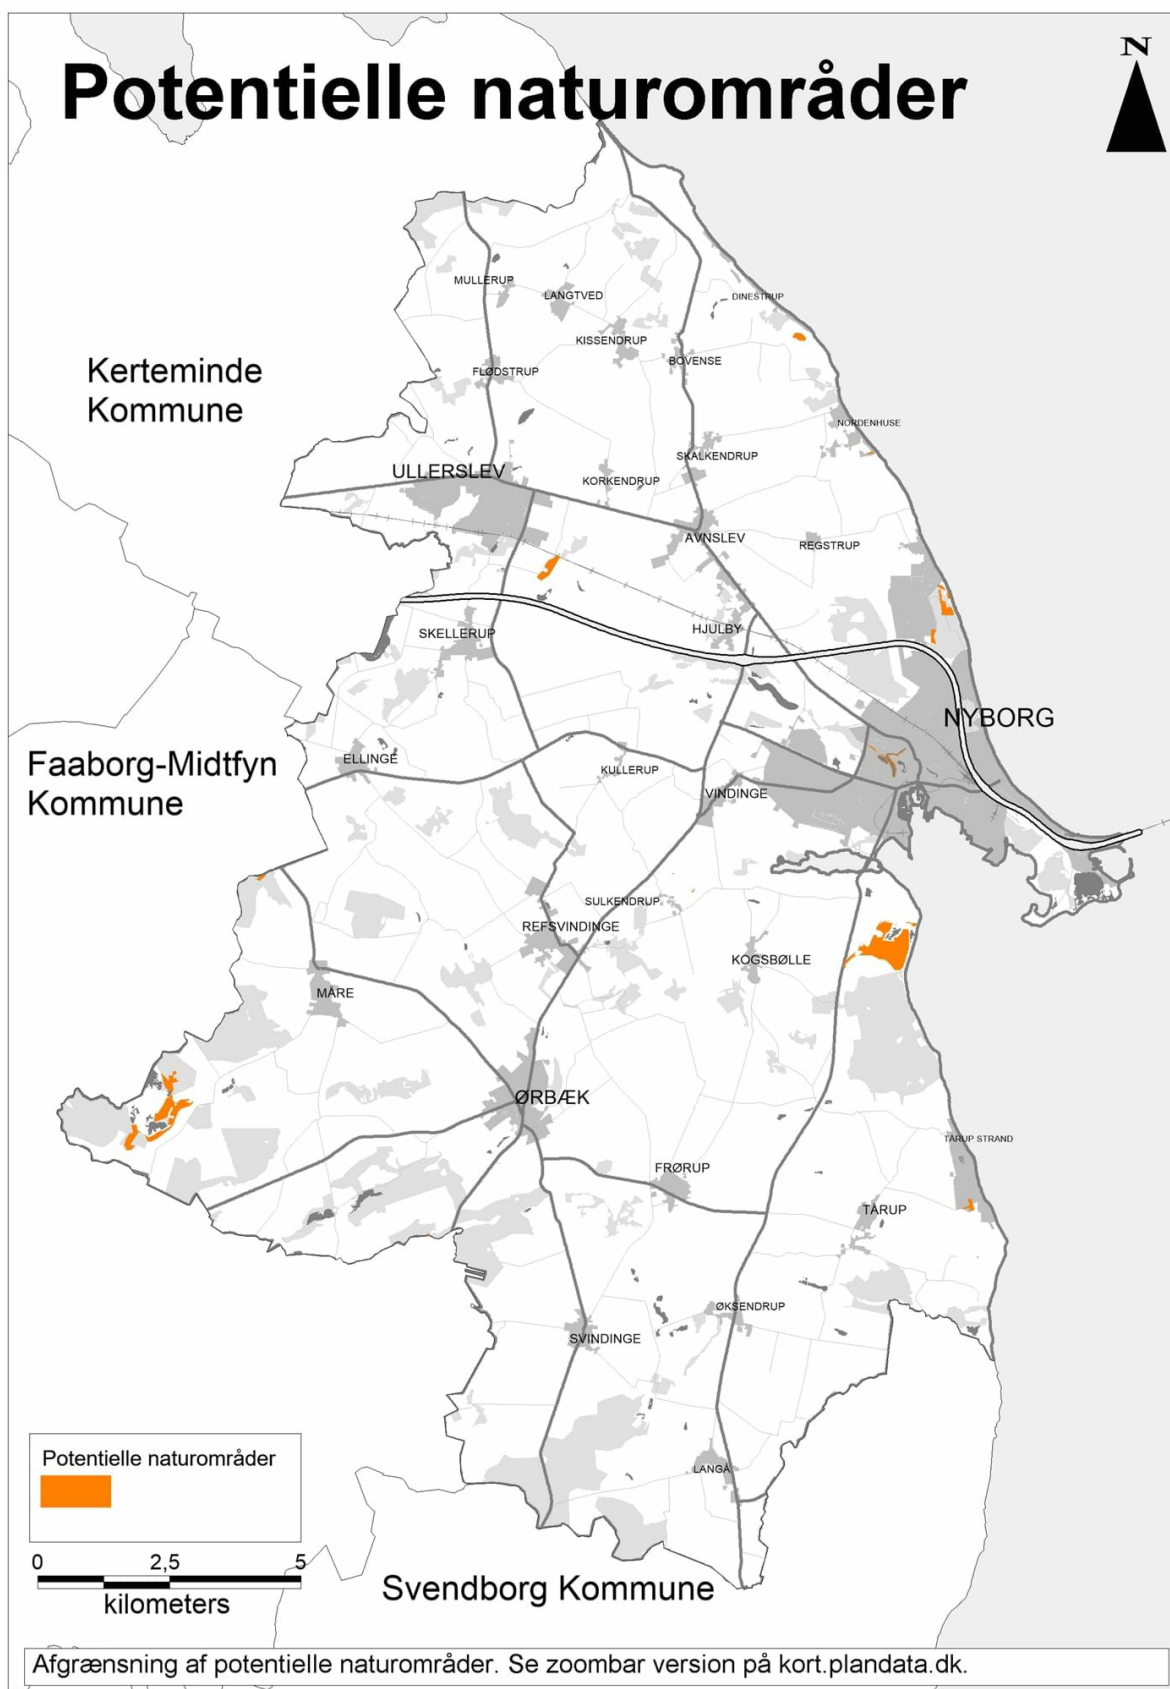 Potentielle naturområder
N
DINESTRUP
MULLERUP
LANGTVED
KISSENDRUP
BOVENSE
FLØDSTRUP
Kerteminde
Kommune
NORDENHUSE
SKALKENDRUP
ULLERSLEV
KORKENDRUP
AVNSLEV
REGSTRUP
HJULBY
SKELLERUP
NYBORG
ELLINGE
KULLERUP
Faaborg-Midtfyn
Kommune
VINDINGE
SULKENDRUP
REFSVINDINGE
KOGSBØLLE
MÅRE
ØRBÆK
TÅRUP STRAND
FRØRUP
TÅRUP
ØKSENDRUP
SVINDINGE
LANGÅ
Potentielle naturområder
0 2,5 5
kilometers
Svendborg Kommune
Afgrænsning af potentielle naturområder. Se zoombar version på kort.plandata.dk.